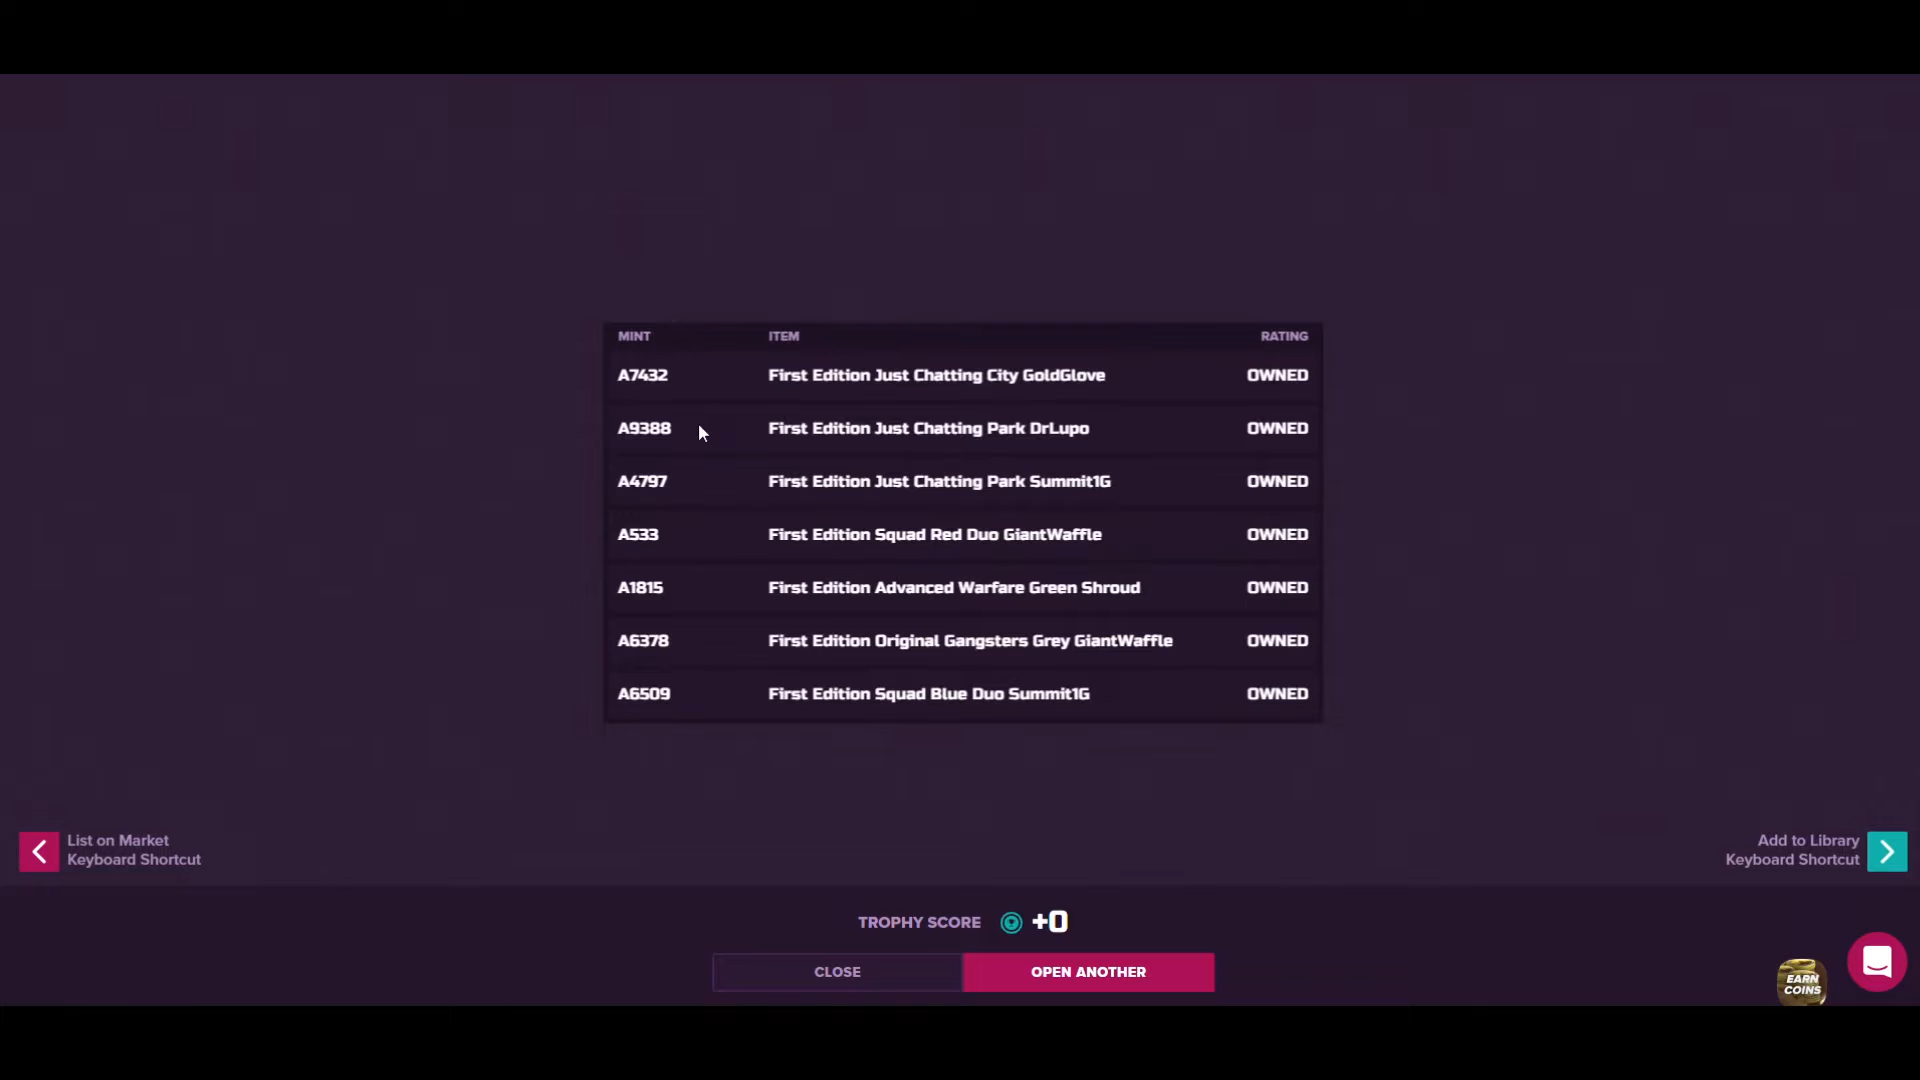 MINT ITEM RATING
A7432 First Edition Just Chatting City GoldGlove OWNED
A9388 First Edition Just Chatting Park DrLupo OWNED
A4797 First Edition Just Chatting Park Summit1G OWNED
A533 First Edition Squad Red Duo GiantWaffle OWNED
A1815 First Edition Advanced Warfare Green Shroud OWNED
A6378 First Edition Original Gangsters Grey GiantWaffle OWNED
A6509 First Edition Squad Blue Duo Summit1G OWNED
List on Market
Keyboard Shortcut
Add to Library
Keyboard Shortcut
TROPHY SCORE +0
CLOSE OPEN ANOTHER
EARN
COINS